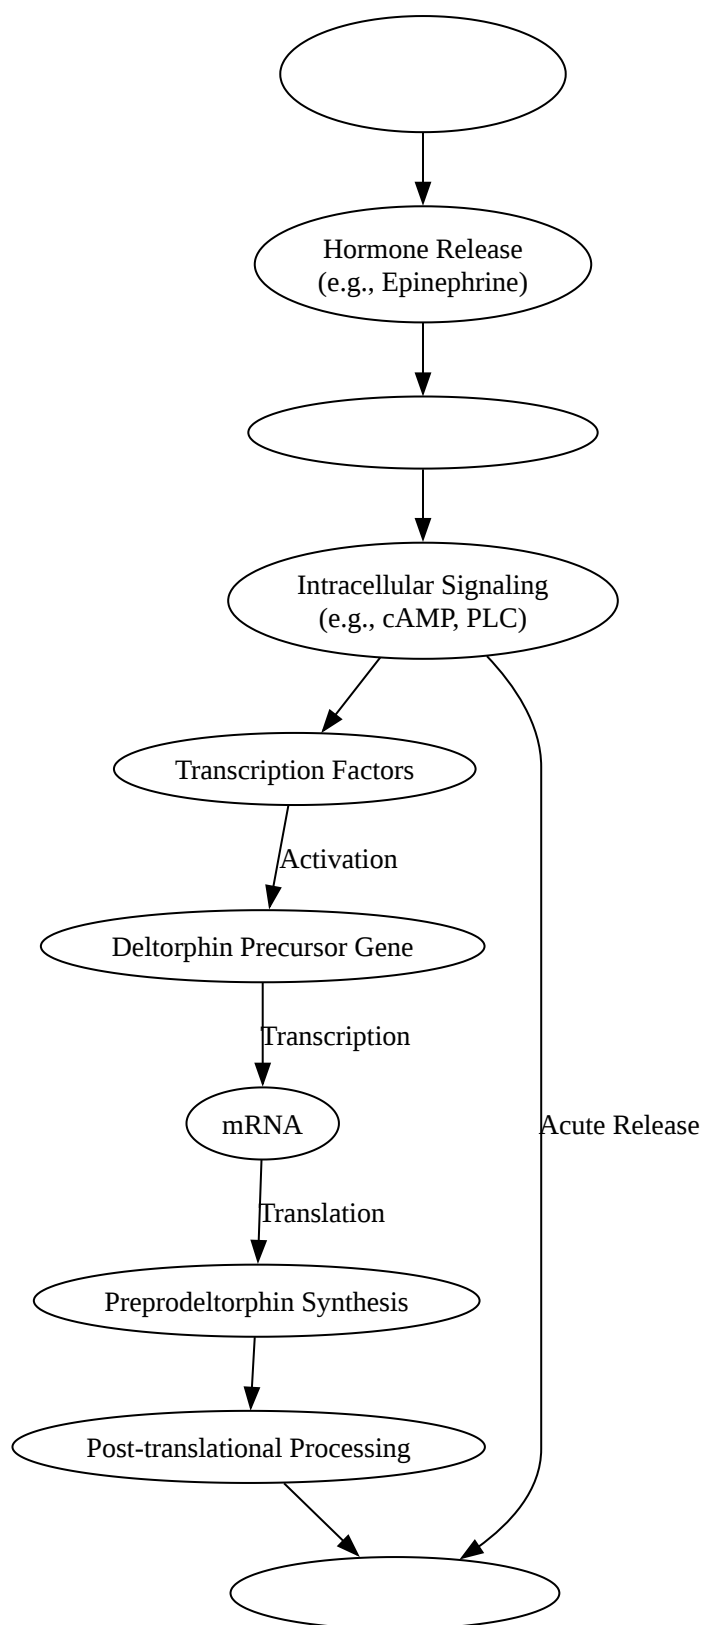 Hormone Release
(e.g., Epinephrine)
Intracellular Signaling
(e.g., cAMP, PLC)
Transcription Factors
Activation
Deltorphin Precursor Gene
Transcription
mRNA
Acute Release
Translation
Preprodeltorphin Synthesis
Post-translational Processing